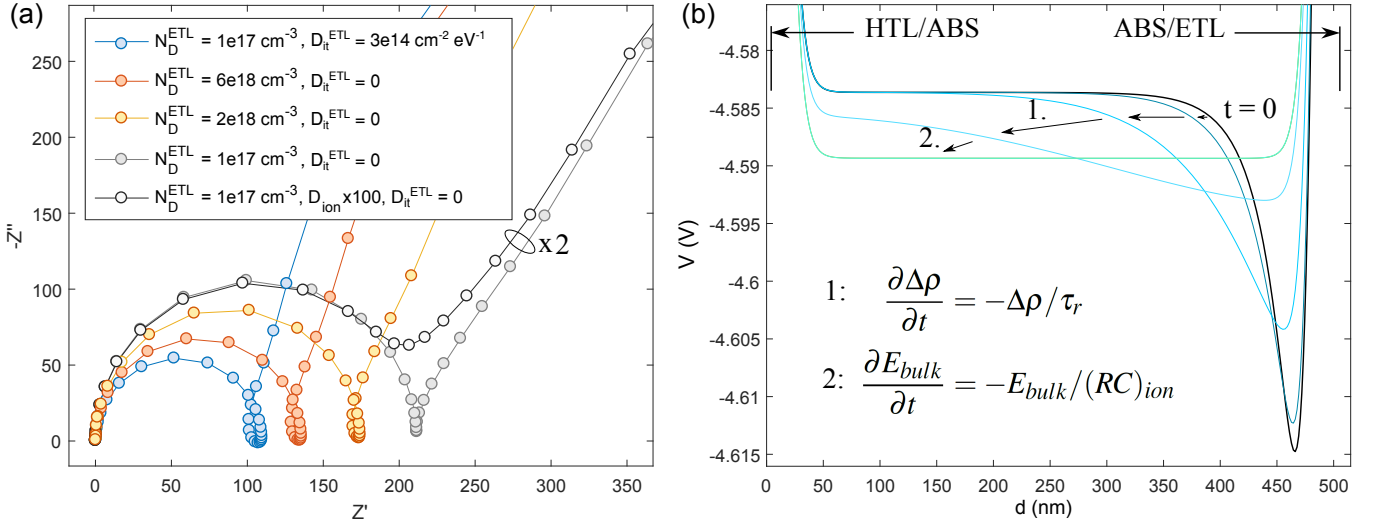 (a)
-Z''
250
200
150
100
50
0
N_D^ETL = 1e17 cm^-3, D_it^ETL = 3e14 cm^-2 eV^-1
N_D^ETL = 6e18 cm^-3, D_it^ETL = 0
N_D^ETL = 2e18 cm^-3, D_it^ETL = 0
N_D^ETL = 1e17 cm^-3, D_it^ETL = 0
N_D^ETL = 1e17 cm^-3, D_ion x100, D_it^ETL = 0
x2
0 50 100 150 200 250 300 350
Z'
(b)
V (V)
-4.58
-4.585
-4.59
-4.595
-4.6
-4.605
-4.61
-4.615
HTL/ABS ABS/ETL
1. t = 0
2.
1: ∂Δρ/∂t = −Δρ/τ_r
2: ∂E_bulk/∂t = −E_bulk/(RC)_ion
0 50 100 150 200 250 300 350 400 450 500
d (nm)